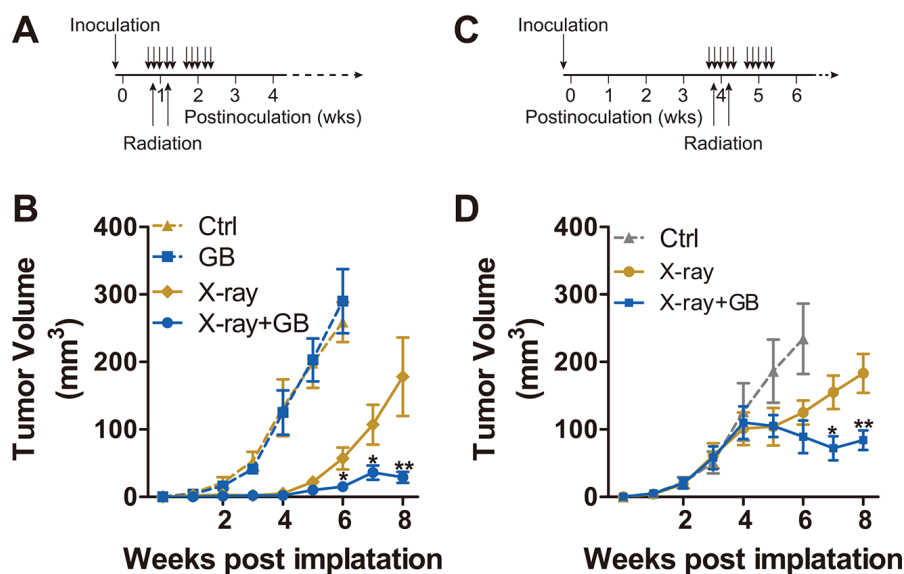 A
Inoculation
0 1 2 3 4
Postinoculation (wks)
Radiation
C
Inoculation
0 1 2 3 4 5 6
Postinoculation (wks)
Radiation
B
400
300
200
100
0
Tumor Volume
(mm³)
Ctrl
GB
X-ray
X-ray+GB
* * **
2 4 6 8
Weeks post implatation
D
400
300
200
100
0
Tumor Volume
(mm³)
Ctrl
X-ray
X-ray+GB
* **
2 4 6 8
Weeks post implatation